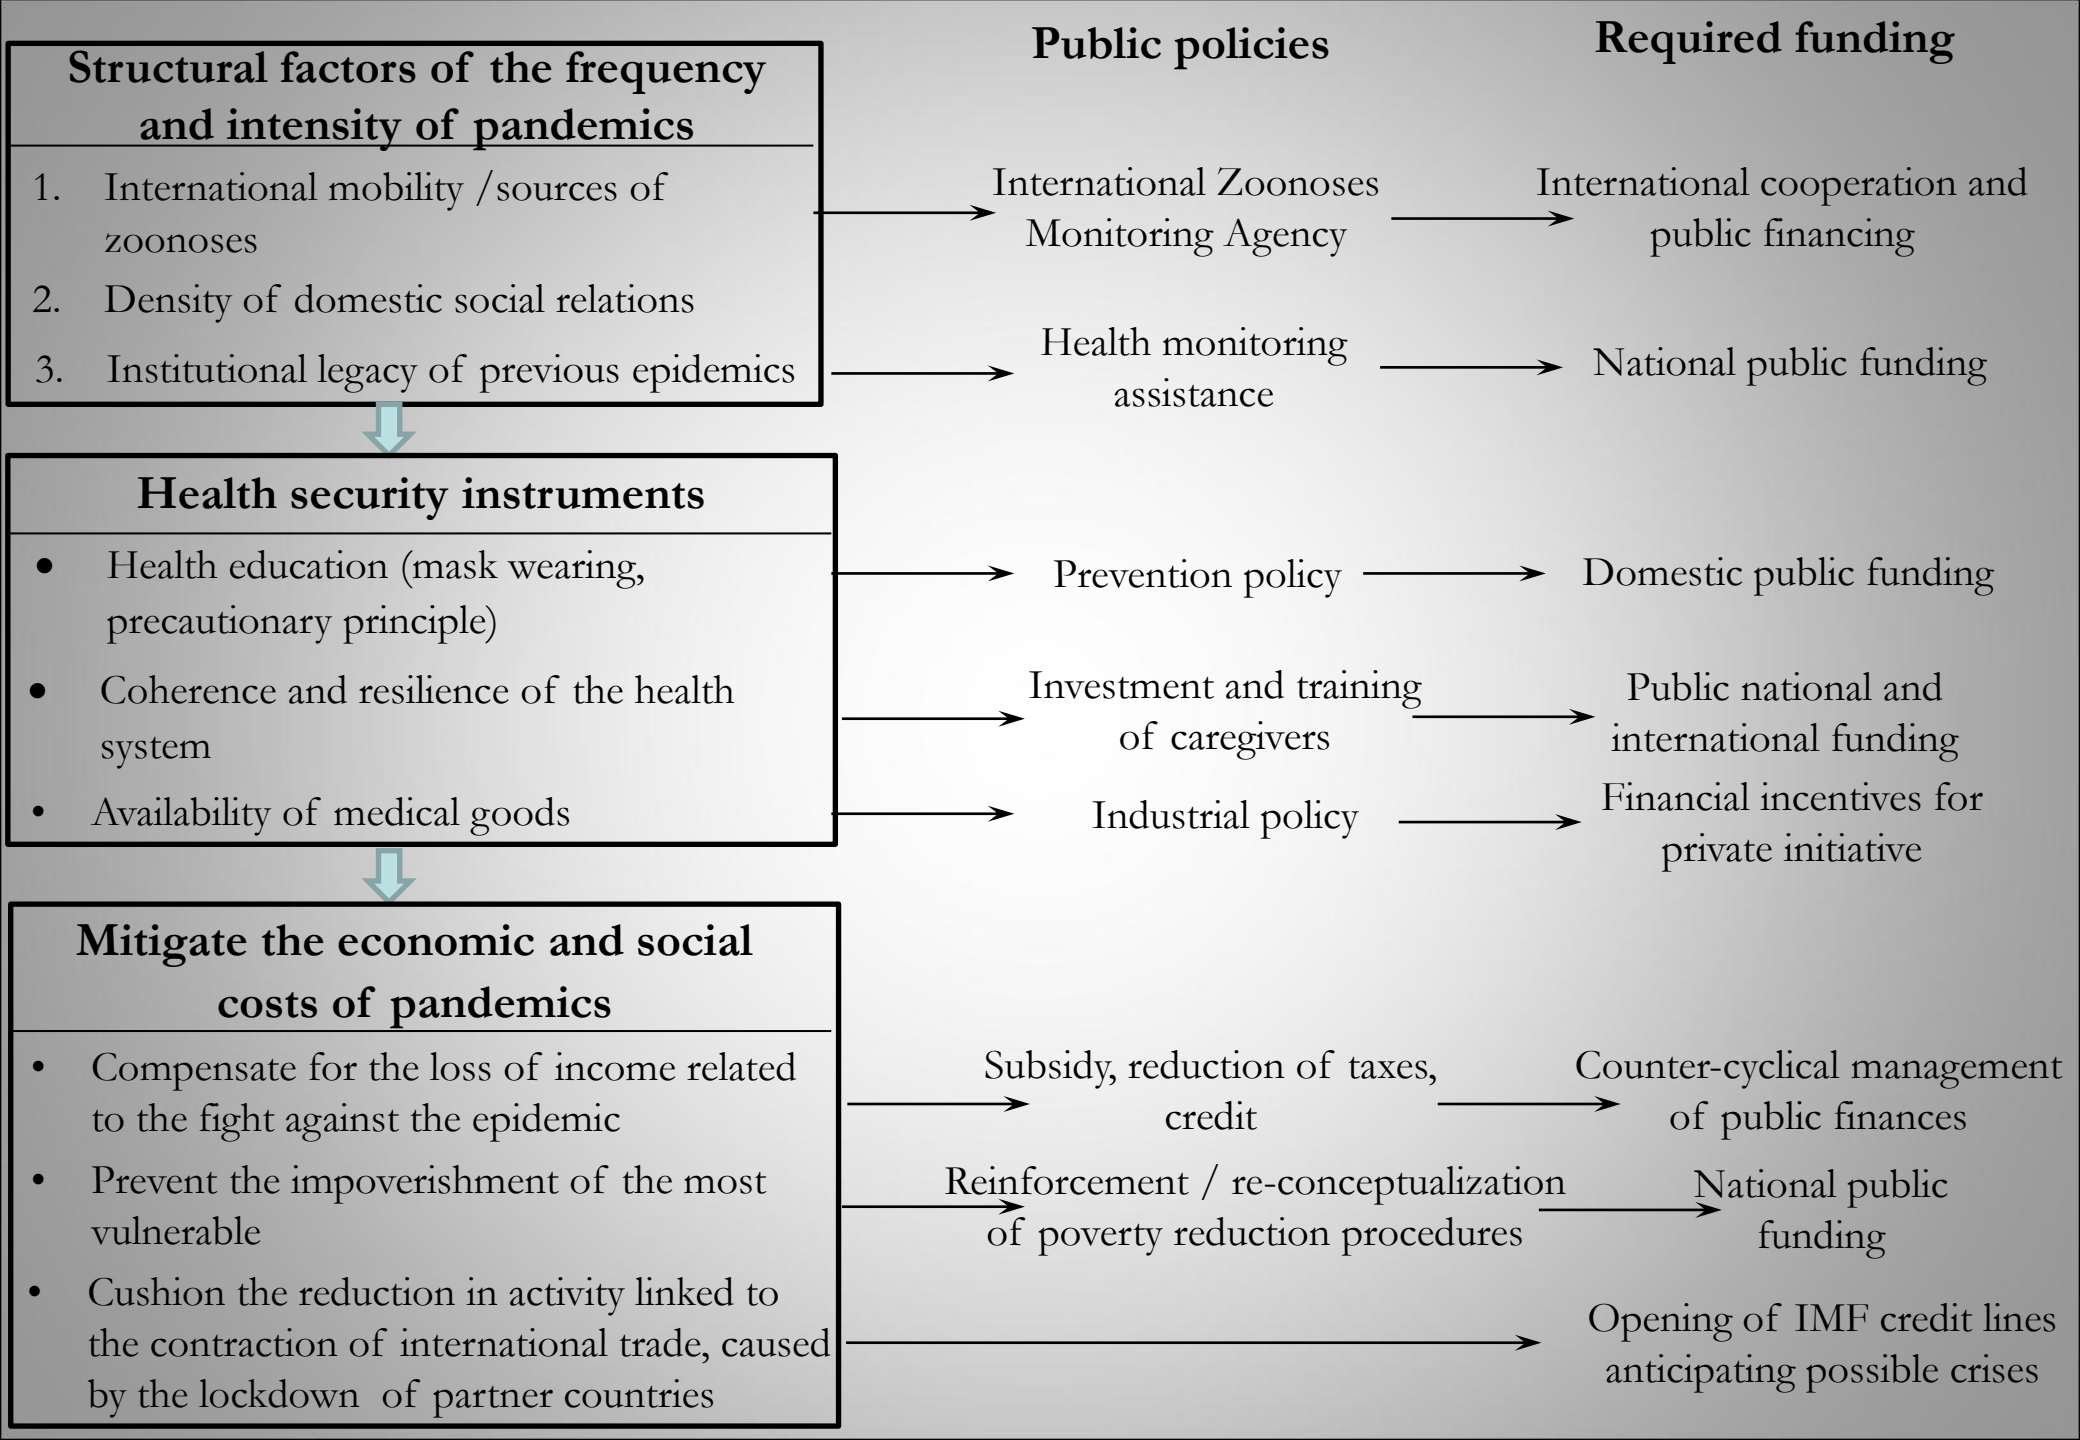 Public policies
Required funding
Structural factors of the frequency
and intensity of pandemics
1. International mobility /sources of
zoonoses
2. Density of domestic social relations
3. Institutional legacy of previous epidemics
International Zoonoses
Monitoring Agency
International cooperation and
public financing
Health monitoring
assistance
National public funding
Health security instruments
• Health education (mask wearing,
precautionary principle)
• Coherence and resilience of the health
system
• Availability of medical goods
Prevention policy
Domestic public funding
Investment and training
of caregivers
Public national and
international funding
Industrial policy
Financial incentives for
private initiative
Mitigate the economic and social
costs of pandemics
• Compensate for the loss of income related
to the fight against the epidemic
• Prevent the impoverishment of the most
vulnerable
• Cushion the reduction in activity linked to
the contraction of international trade, caused
by the lockdown of partner countries
Subsidy, reduction of taxes,
credit
Counter-cyclical management
of public finances
Reinforcement / re-conceptualization
of poverty reduction procedures
National public
funding
Opening of IMF credit lines
anticipating possible crises